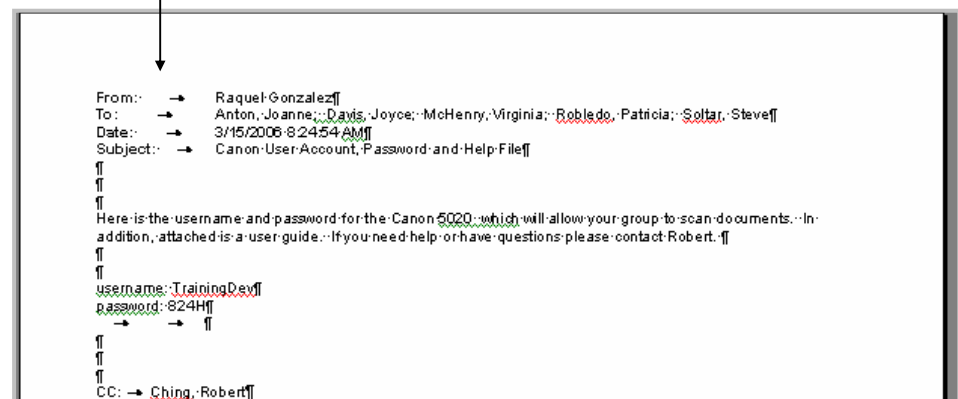 From: Raquel Gonzalez¶
To: Anton, Joanne; Davis, Joyce; McHenry, Virginia; Robledo, Patricia; Soltar, Steve¶
Date: 3/15/2006 8:24:54 AM¶
Subject: Canon User Account, Password and Help File¶
¶
¶
¶
Here is the username and password for the Canon 5020 which will allow your group to scan documents. In
addition, attached is a user guide. If you need help or have questions please contact Robert. ¶
¶
¶
username: TrainingDev¶
password: 824H¶
¶
¶
¶
¶
CC: Ching, Robert¶